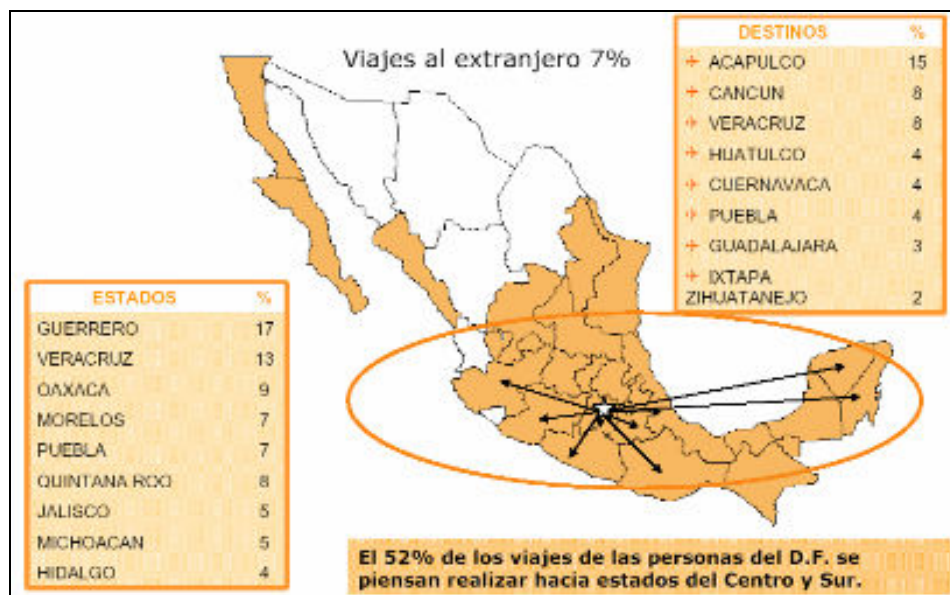 Viajes al extranjero 7%
DESTINOS %
ACAPULCO 15
CANCUN 8
VERACRUZ 8
HUATULCO 4
CUERNAVACA 4
PUEBLA 4
GUADALAJARA 3
IXTAPA
ZIHUATANEJO 2
ESTADOS %
GUERRERO 17
VERACRUZ 13
OAXACA 9
MORELOS 7
PUEBLA 7
QUINTANA ROO 8
JALISCO 5
MICHOACAN 5
HIDALGO 4
El 52% de los viajes de las personas del D.F. se
piensan realizar hacia estados del Centro y Sur.